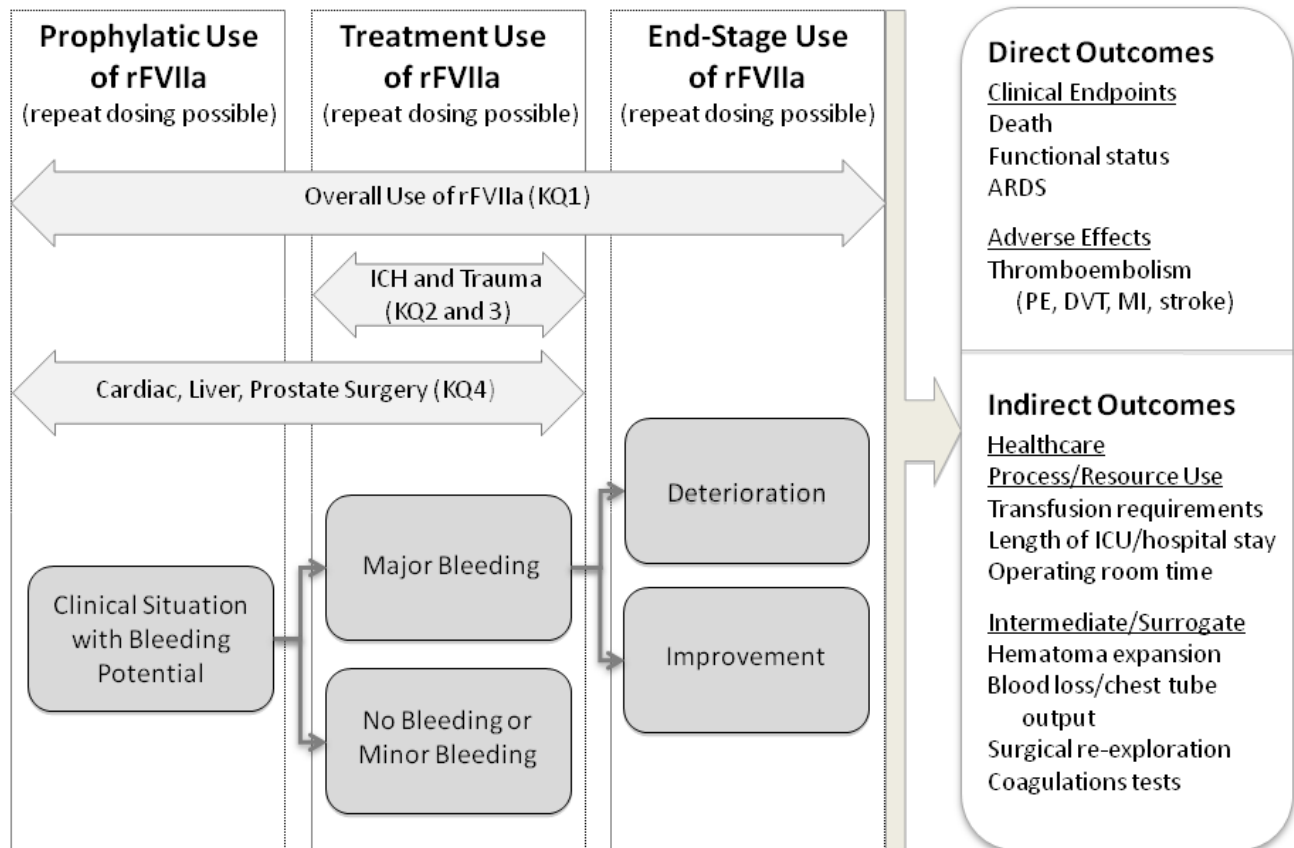 Prophylatic Use
of rFVIIa
(repeat dosing possible)
Treatment Use
of rFVIIa
(repeat dosing possible)
End-Stage Use
of rFVIIa
(repeat dosing possible)
Overall Use of rFVIIa (KQ1)
ICH and Trauma
(KQ2 and 3)
Cardiac, Liver, Prostate Surgery (KQ4)
Clinical Situation
with Bleeding
Potential
Major Bleeding
No Bleeding or
Minor Bleeding
Deterioration
Improvement
Direct Outcomes
Clinical Endpoints
Death
Functional status
ARDS
Adverse Effects
Thromboembolism
(PE, DVT, MI, stroke)
Indirect Outcomes
Healthcare
Process/Resource Use
Transfusion requirements
Length of ICU/hospital stay
Operating room time
Intermediate/Surrogate
Hematoma expansion
Blood loss/chest tube
output
Surgical re-exploration
Coagulations tests